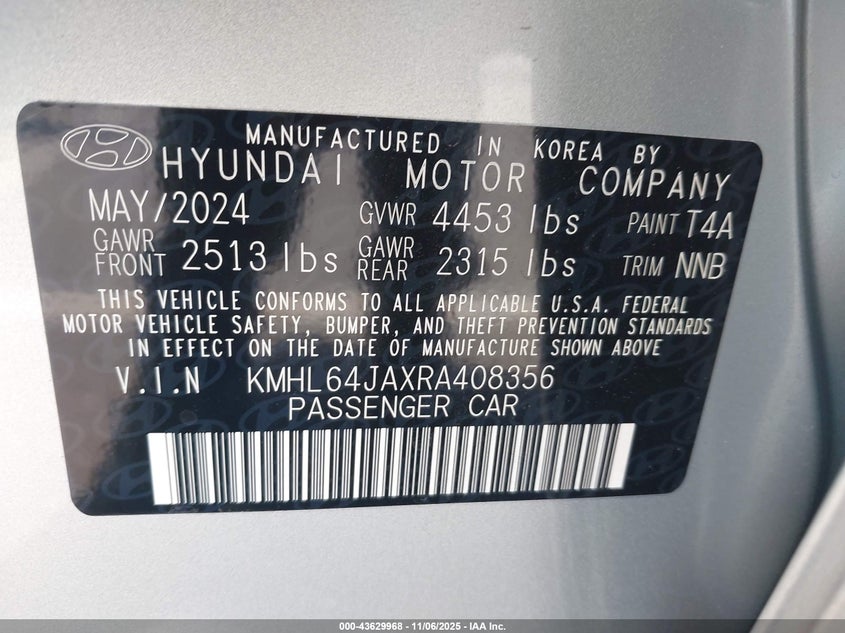 MANUFACTURED IN KOREA BY
HYUNDAI MOTOR COMPANY
MAY/2024 GVWR 4453 lbs PAINT T4A
GAWR FRONT 2513 lbs GAWR REAR 2315 lbs TRIM NNB
THIS VEHICLE CONFORMS TO ALL APPLICABLE U.S.A. FEDERAL
MOTOR VEHICLE SAFETY, BUMPER, AND THEFT PREVENTION STANDARDS
IN EFFECT ON THE DATE OF MANUFACTURE SHOWN ABOVE
V.I.N KMHL64JAXRA408356
PASSENGER CAR
000-43629968 - 11/06/2025 - IAA Inc.